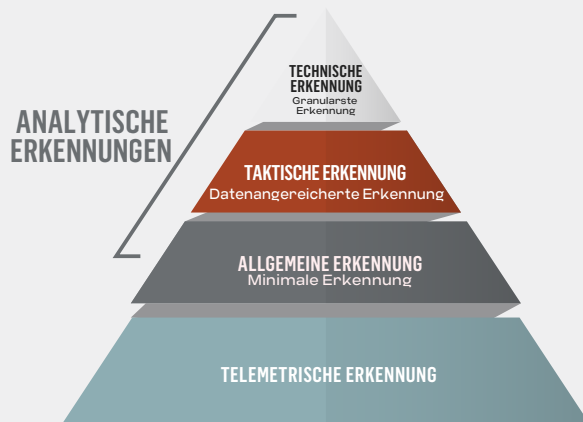 ANALYTISCHE
ERKENNUNGEN
TECHNISCHE
ERKENNUNG
Granularste
Erkennung
TAKTISCHE ERKENNUNG
Datenangereicherte Erkennung
ALLGEMEINE ERKENNUNG
Minimale Erkennung
TELEMETRISCHE ERKENNUNG